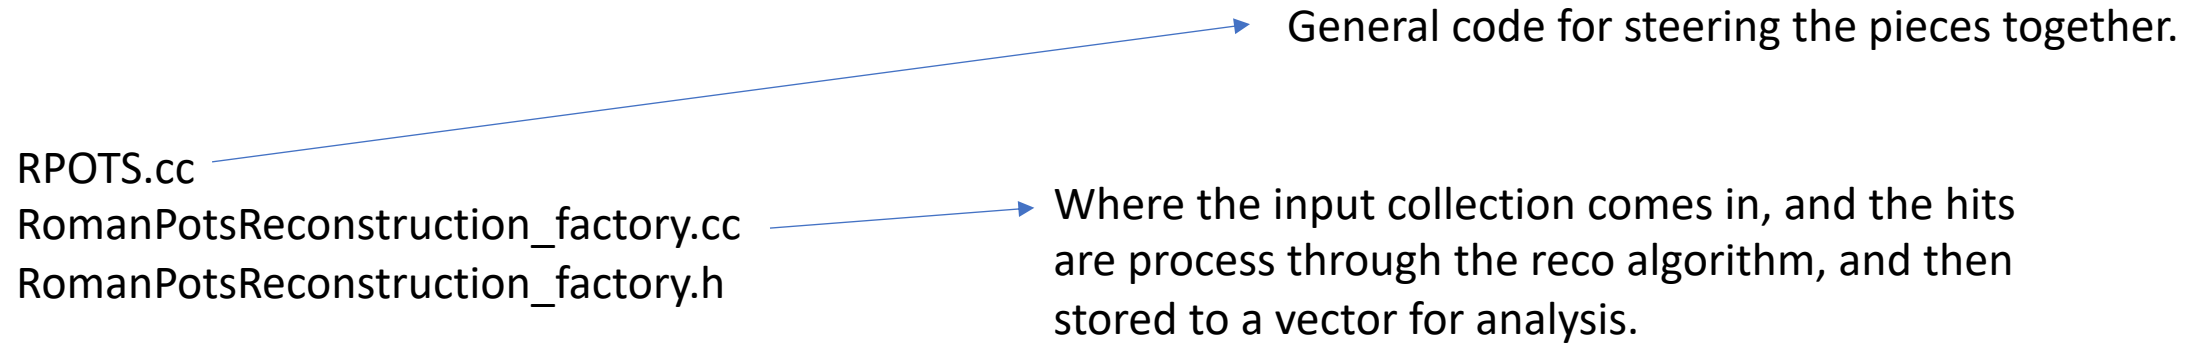 General code for steering the pieces together.
RPOTS.cc
RomanPotsReconstruction_factory.cc
RomanPotsReconstruction_factory.h
Where the input collection comes in, and the hits
are process through the reco algorithm, and then
stored to a vector for analysis.